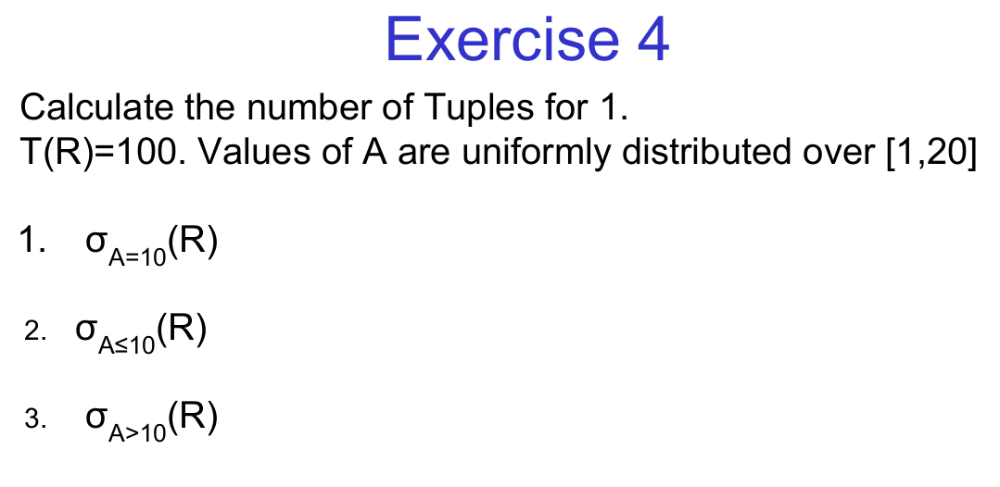 Exercise 4
Calculate the number of Tuples for 1.
T(R)=100. Values of A are uniformly distributed over [1,20]
1. σA=10(R)
2. σA≤10(R)
3. σA>10(R)